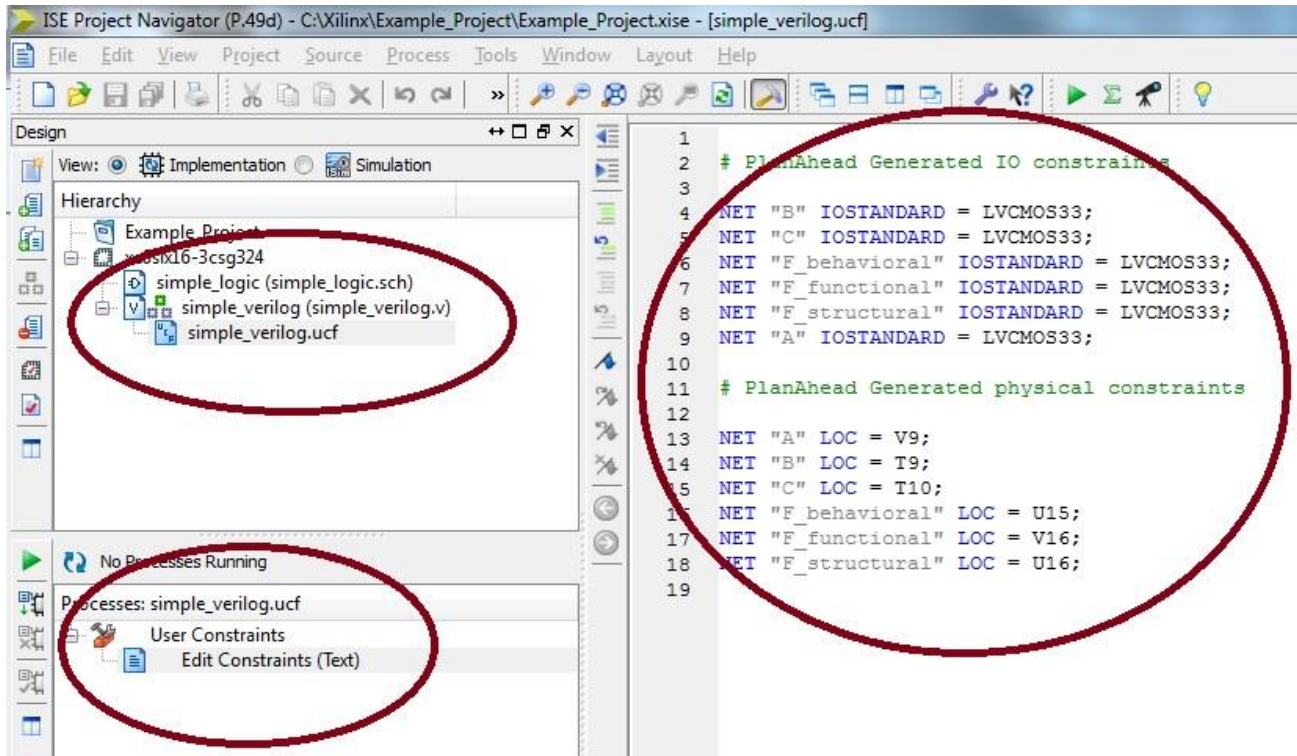 ISE Project Navigator (P.49d) - C:\Xilinx\Example_Project\Example_Project.xise - [simple_verilog.ucf]
File Edit View Project Source Process Tools Window Layout Help
Design
View: Implementation Simulation
Hierarchy
Example_Project
xc6slx16-3csg324
simple_logic (simple_logic.sch)
simple_verilog (simple_verilog.v)
simple_verilog.ucf
No Processes Running
Processes: simple_verilog.ucf
User Constraints
Edit Constraints (Text)
1
2 # PlanAhead Generated IO constraints
3
4 NET "B" IOSTANDARD = LVCMOS33;
5 NET "C" IOSTANDARD = LVCMOS33;
6 NET "F_behavioral" IOSTANDARD = LVCMOS33;
7 NET "F_functional" IOSTANDARD = LVCMOS33;
8 NET "F_structural" IOSTANDARD = LVCMOS33;
9 NET "A" IOSTANDARD = LVCMOS33;
10
11 # PlanAhead Generated physical constraints
12
13 NET "A" LOC = V9;
14 NET "B" LOC = T9;
15 NET "C" LOC = T10;
16 NET "F_behavioral" LOC = U15;
17 NET "F_functional" LOC = V16;
18 NET "F_structural" LOC = U16;
19